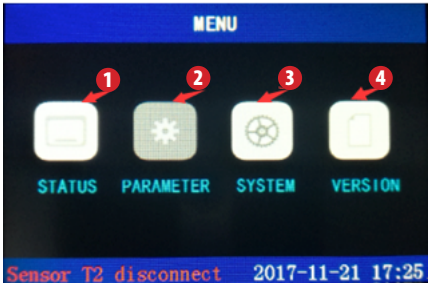 MENU
1 2 3 4
STATUS PARAMETER SYSTEM VERSION
Sensor T2 disconnect 2017-11-21 17:25